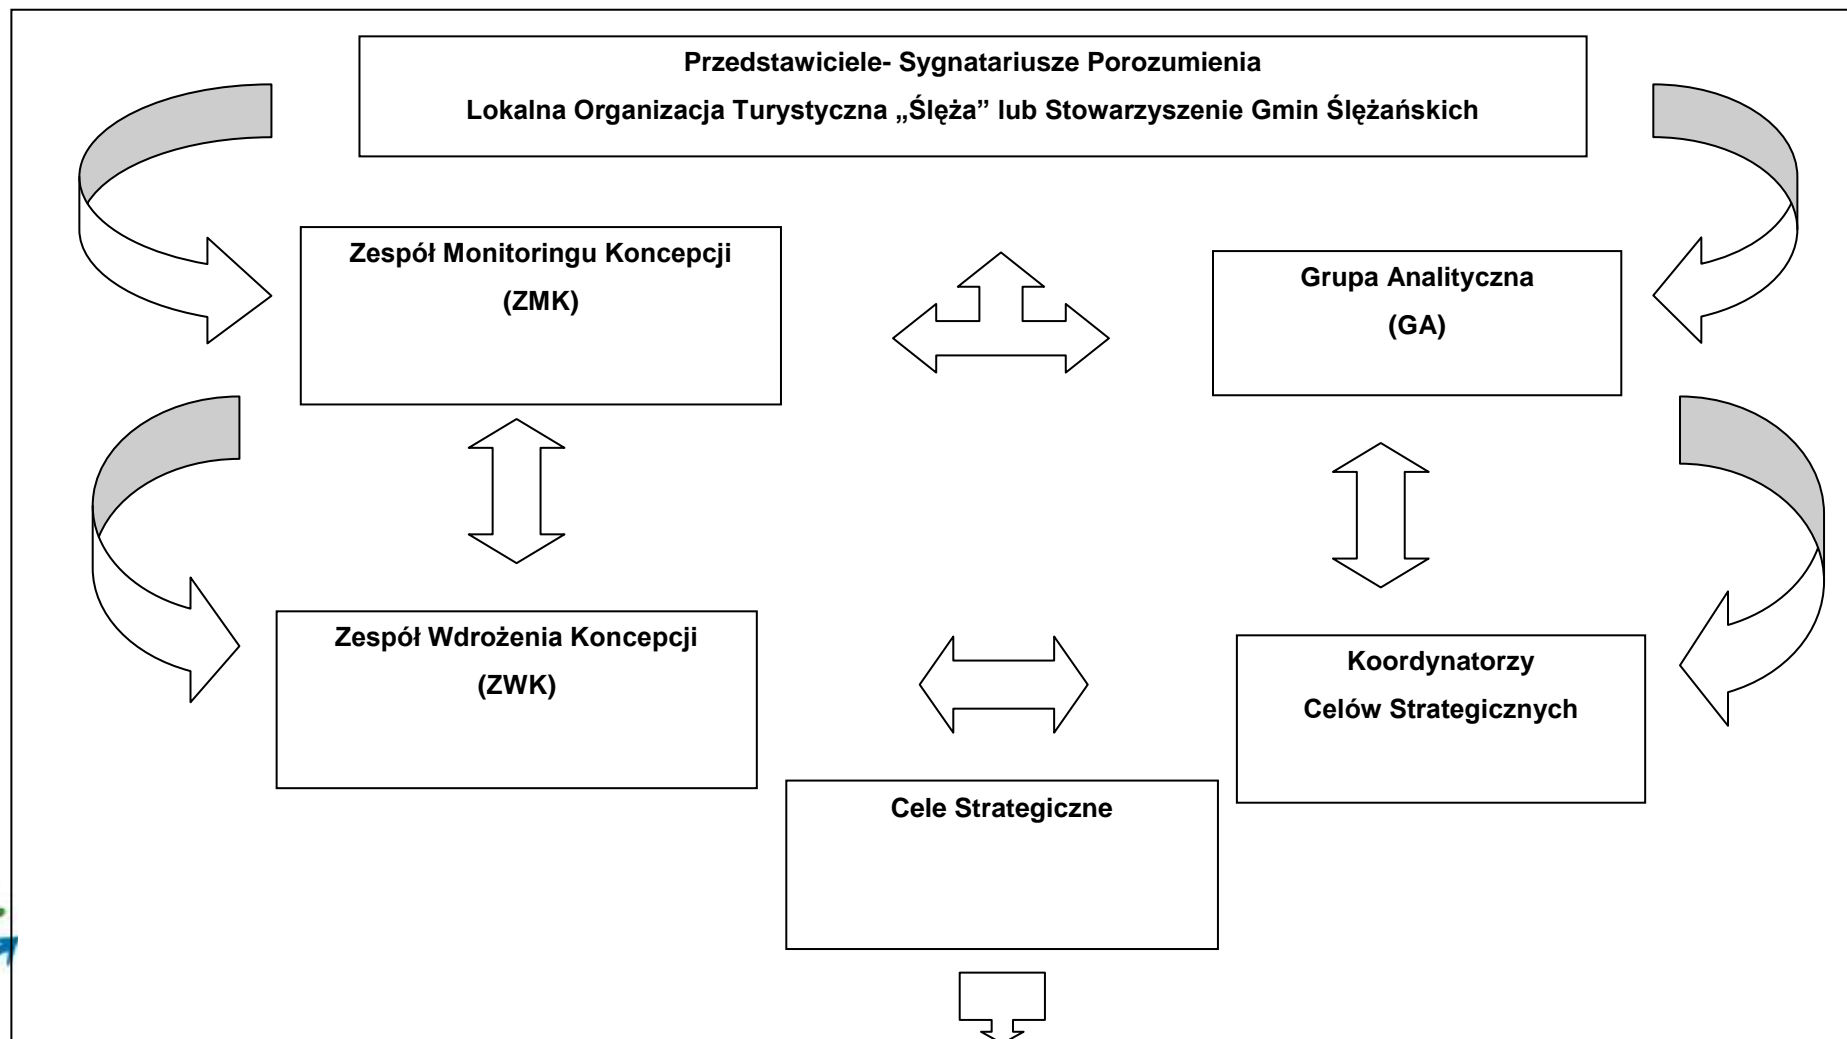 Przedstawiciele- Sygnatariusze Porozumienia
Lokalna Organizacja Turystyczna „Ślęża” lub Stowarzyszenie Gmin Ślężańskich
Zespół Monitoringu Koncepcji
(ZMK)
Grupa Analityczna
(GA)
Zespół Wdrożenia Koncepcji
(ZWK)
Koordynatorzy
Celów Strategicznych
Cele Strategiczne